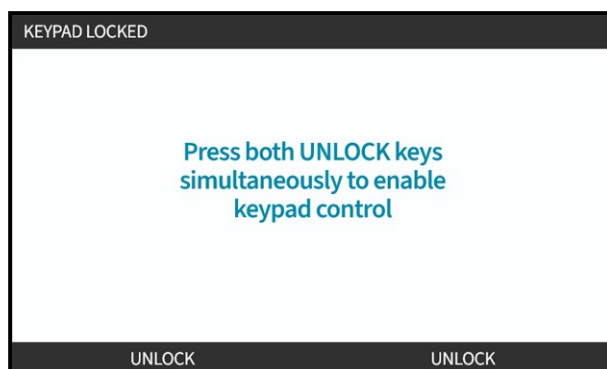 KEYPAD LOCKED
Press both UNLOCK keys
simultaneously to enable
keypad control
UNLOCK UNLOCK